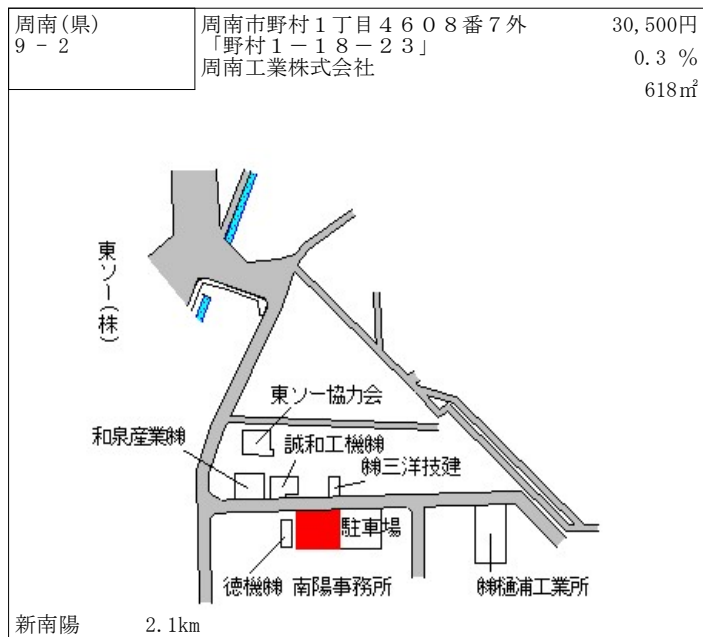 周南(県)
9 - 2
周南市野村1丁目4608番7外
「野村1-18-23」
周南工業株式会社
30,500円
0.3 %
618㎡
東ソー(株)
東ソー協力会
和泉産業㈱
誠和工機㈱
㈱三洋技建
駐車場
徳機㈱ 南陽事務所
㈱樋浦工業所
新南陽 2.1km